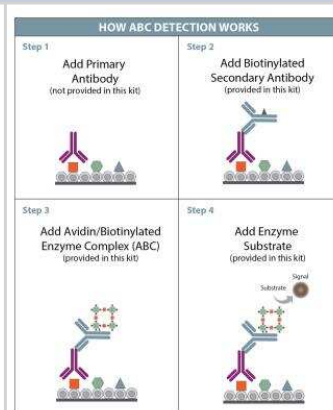 HOW ABC DETECTION WORKS
Step 1
Add Primary
Antibody
(not provided in this kit)
Step 2
Add Biotinylated
Secondary Antibody
(provided in this kit)
Step 3
Add Avidin/Biotinylated
Enzyme Complex (ABC)
(provided in this kit)
Step 4
Add Enzyme
Substrate
(provided in this kit)
Signal
Substrate